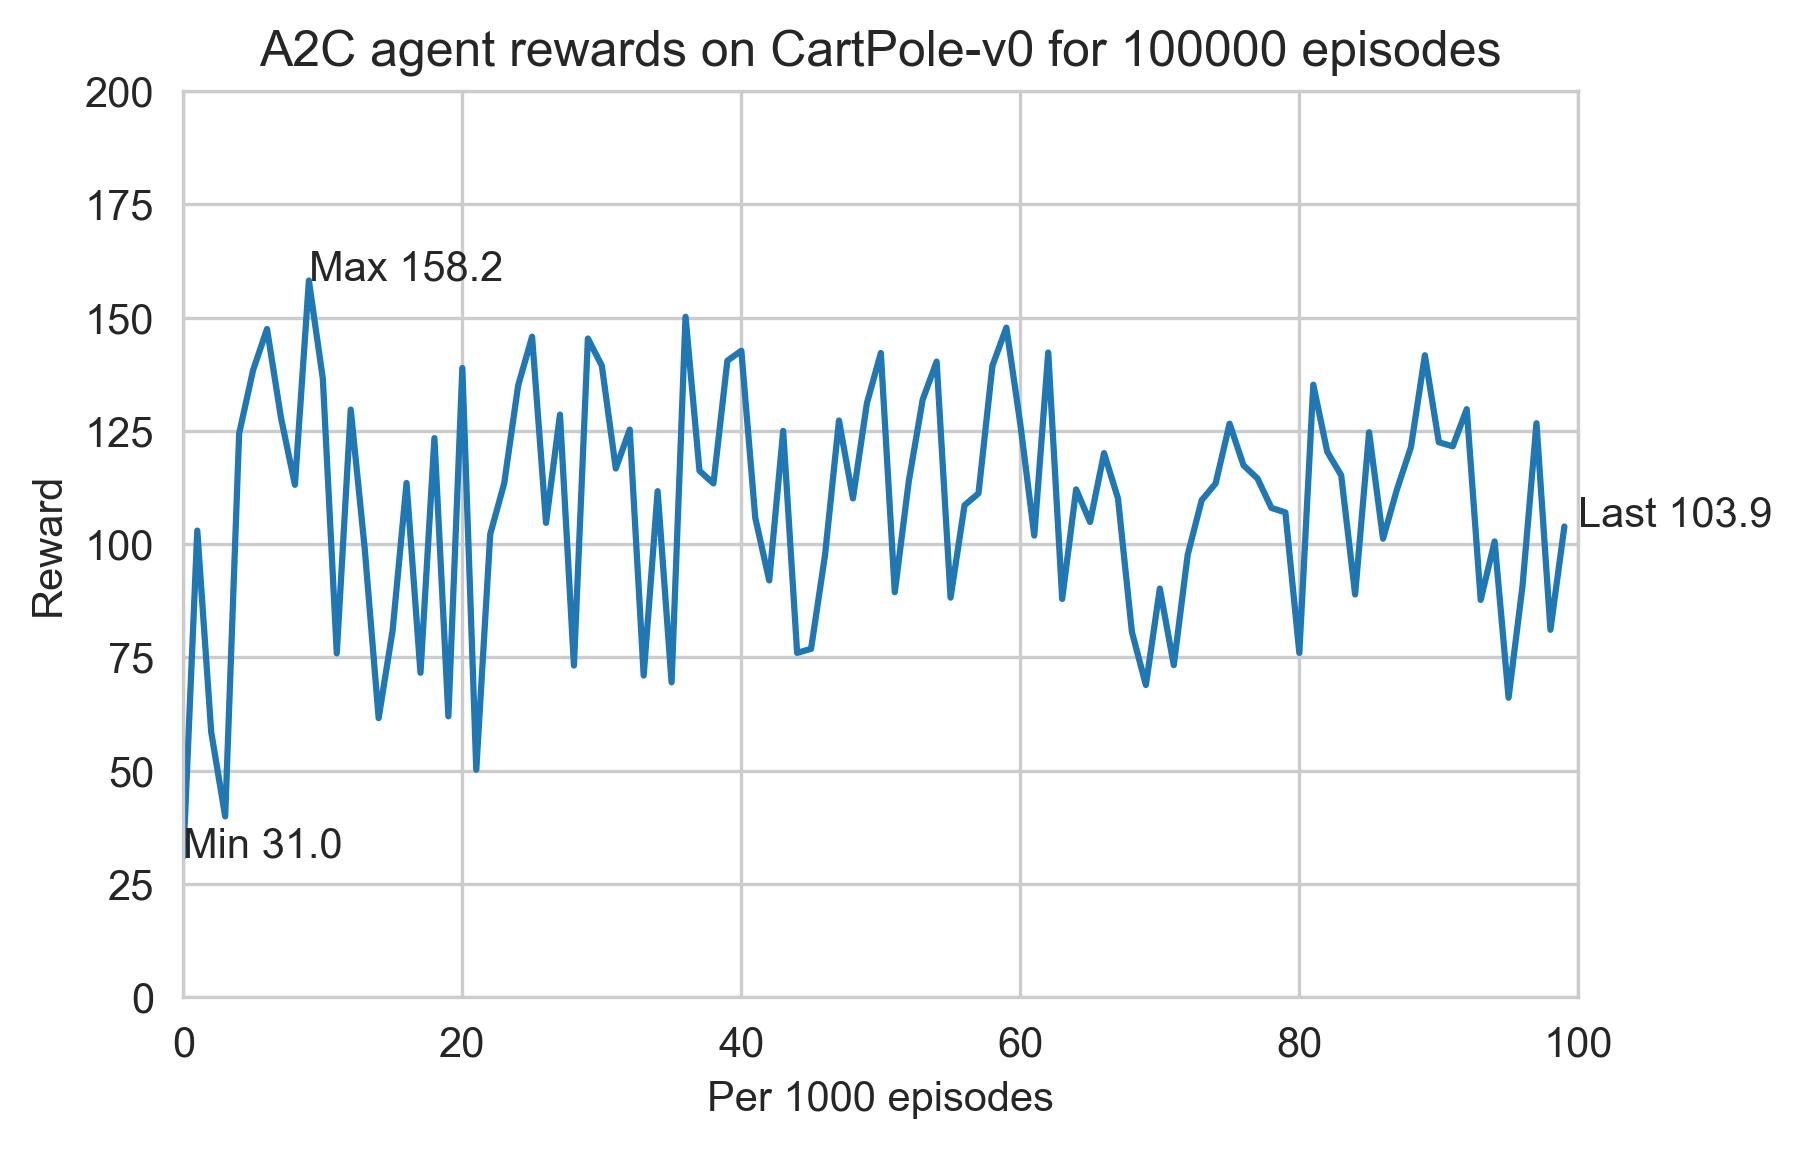 A2C agent rewards on CartPole-v0 for 100000 episodes
200
175
Max 158.2
150
125
Last 103.9
100
Reward
75
50
Min 31.0
25
0
0 20 40 60 80 100
Per 1000 episodes